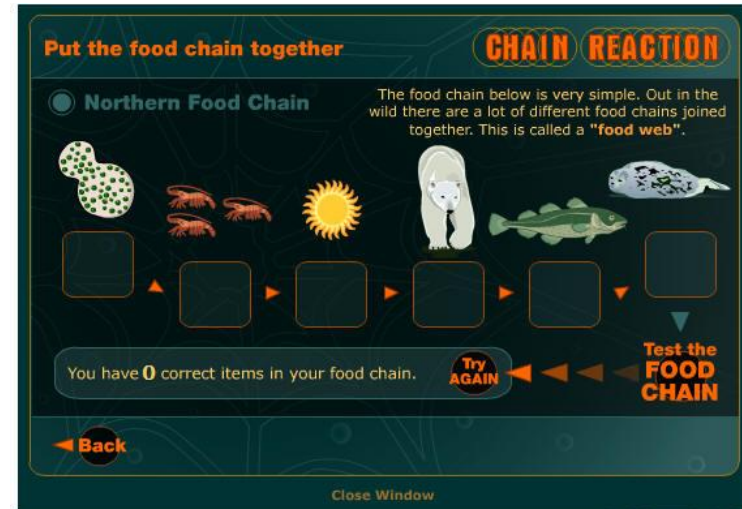 Put the food chain together
CHAIN REACTION
Northern Food Chain
The food chain below is very simple. Out in the
wild there are a lot of different food chains joined
together. This is called a "food web".
You have 0 correct items in your food chain.
Try
AGAIN
Test the
FOOD
CHAIN
Back
Close Window